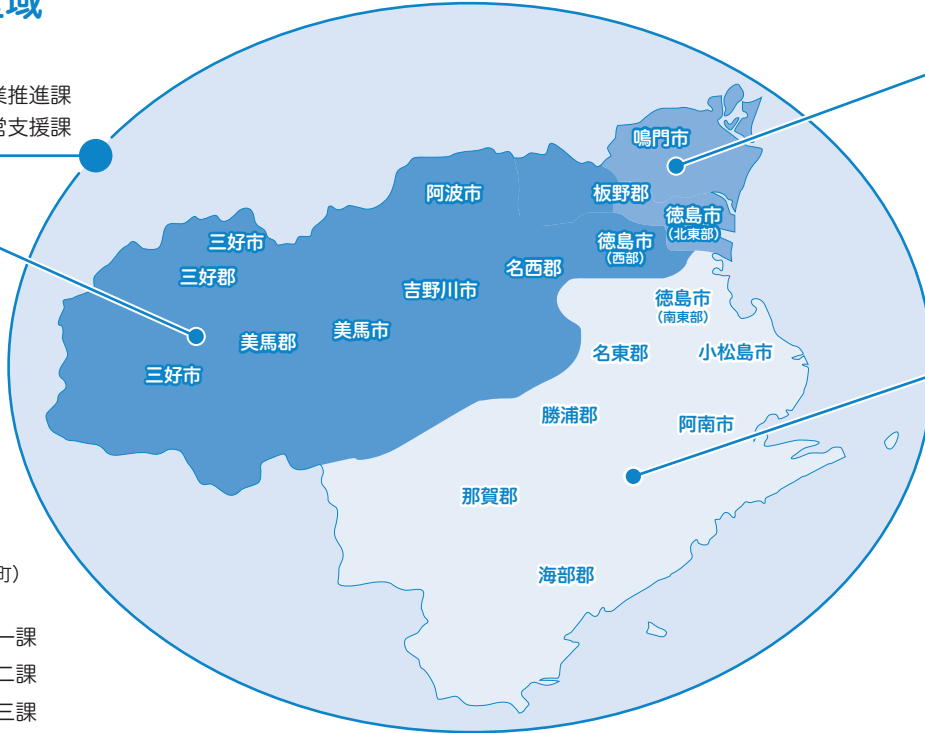 域
業推進課
営支援課
鳴門市
阿波市
板野郡
徳島市
(北東部)
三好市
徳島市
(西部)
三好郡
名西郡
吉野川市
徳島市
(南東部)
美馬市
美馬郡
名東郡
小松島市
三好市
勝浦郡
阿南市
那賀郡
海部郡
町)
一課
二課
三課